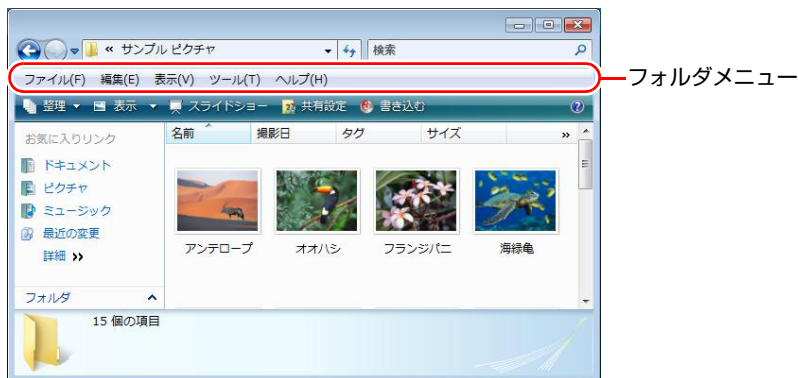 « サンプル ピクチャ 検索
ファイル(F) 編集(E) 表示(V) ツール(T) ヘルプ(H)
フォルダメニュー
整理 表示 スライドショー 共有設定 書き込む
お気に入りリンク
名前 撮影日 タグ サイズ »
ドキュメント
ピクチャ
ミュージック
最近の変更
詳細 »
アンテロープ オオハシ フランジパニ 海緑亀
フォルダ
15 個の項目